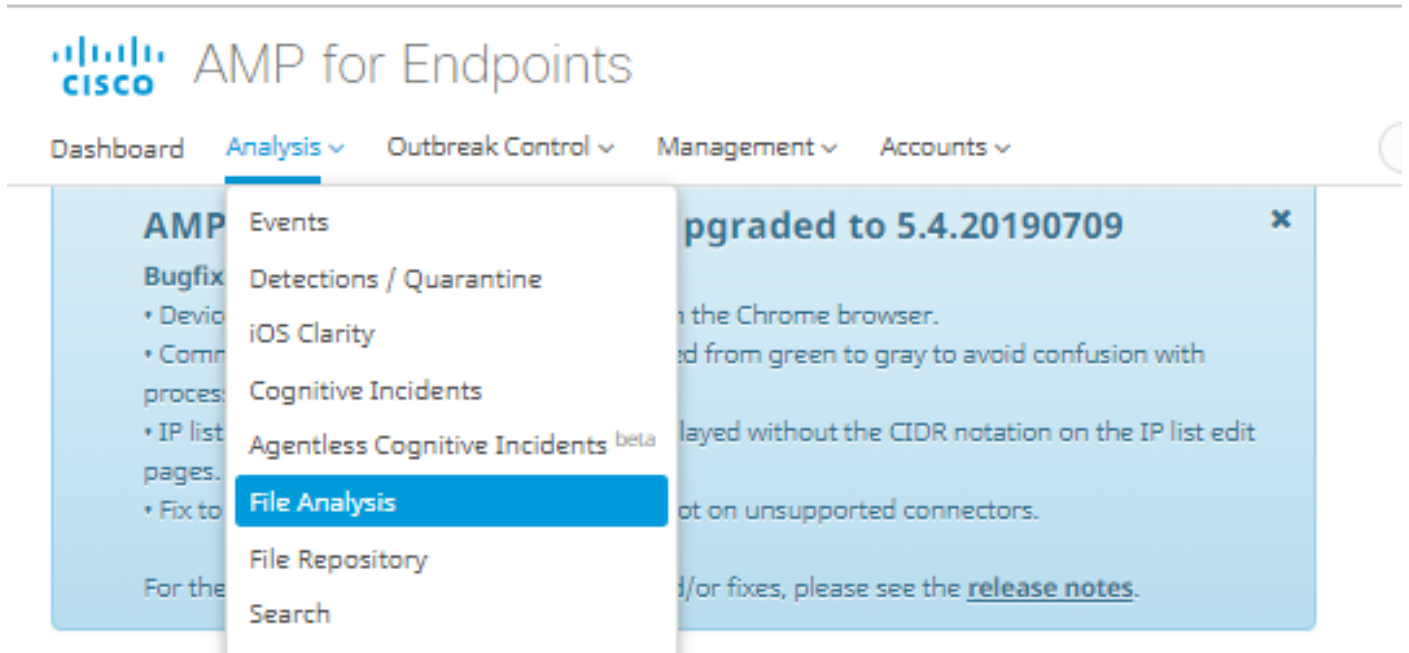 CISCO AMP for Endpoints
Dashboard Analysis Outbreak Control Management Accounts
Events
Detections / Quarantine
iOS Clarity
Cognitive Incidents
Agentless Cognitive Incidents beta
File Analysis
File Repository
Search
AMP pgraded to 5.4.20190709
Bugfix
• Devic the Chrome browser.
• Comm ed from green to gray to avoid confusion with
proces
• IP list layed without the CIDR notation on the IP list edit
pages.
• Fix to ot on unsupported connectors.
For the d/or fixes, please see the release notes.